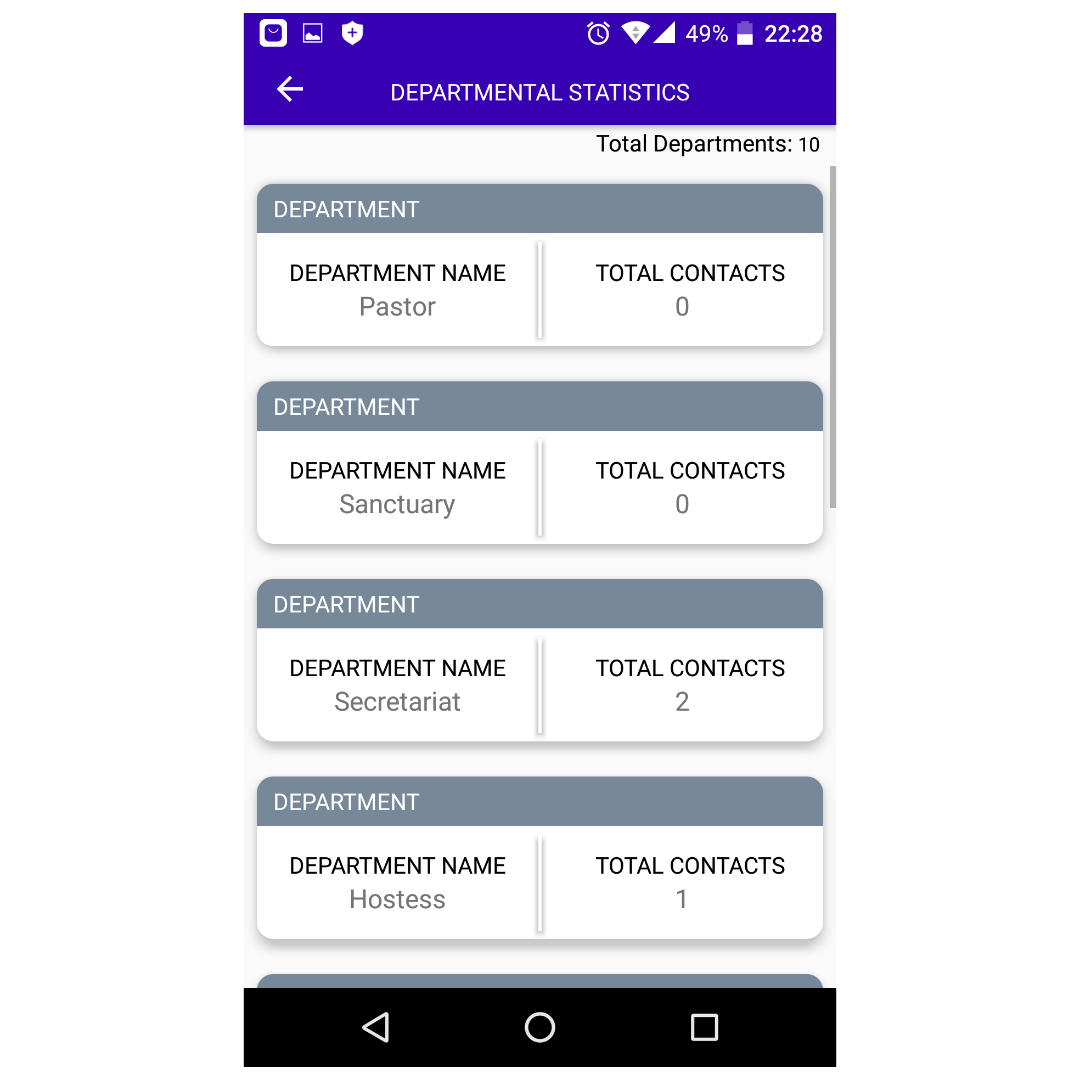 49% 22:28
DEPARTMENTAL STATISTICS
Total Departments: 10
DEPARTMENT
DEPARTMENT NAME TOTAL CONTACTS
Pastor 0
DEPARTMENT
DEPARTMENT NAME TOTAL CONTACTS
Sanctuary 0
DEPARTMENT
DEPARTMENT NAME TOTAL CONTACTS
Secretariat 2
DEPARTMENT
DEPARTMENT NAME TOTAL CONTACTS
Hostess 1